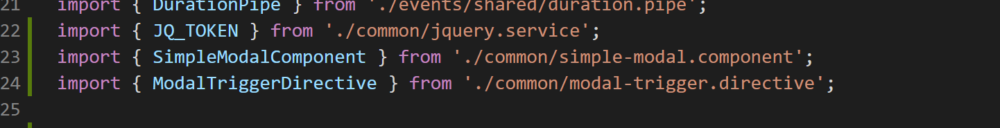 21 import { DurationPipe } from './events/shared/duration.pipe';
22 import { JQ_TOKEN } from './common/jquery.service';
23 import { SimpleModalComponent } from './common/simple-modal.component';
24 import { ModalTriggerDirective } from './common/modal-trigger.directive';
25